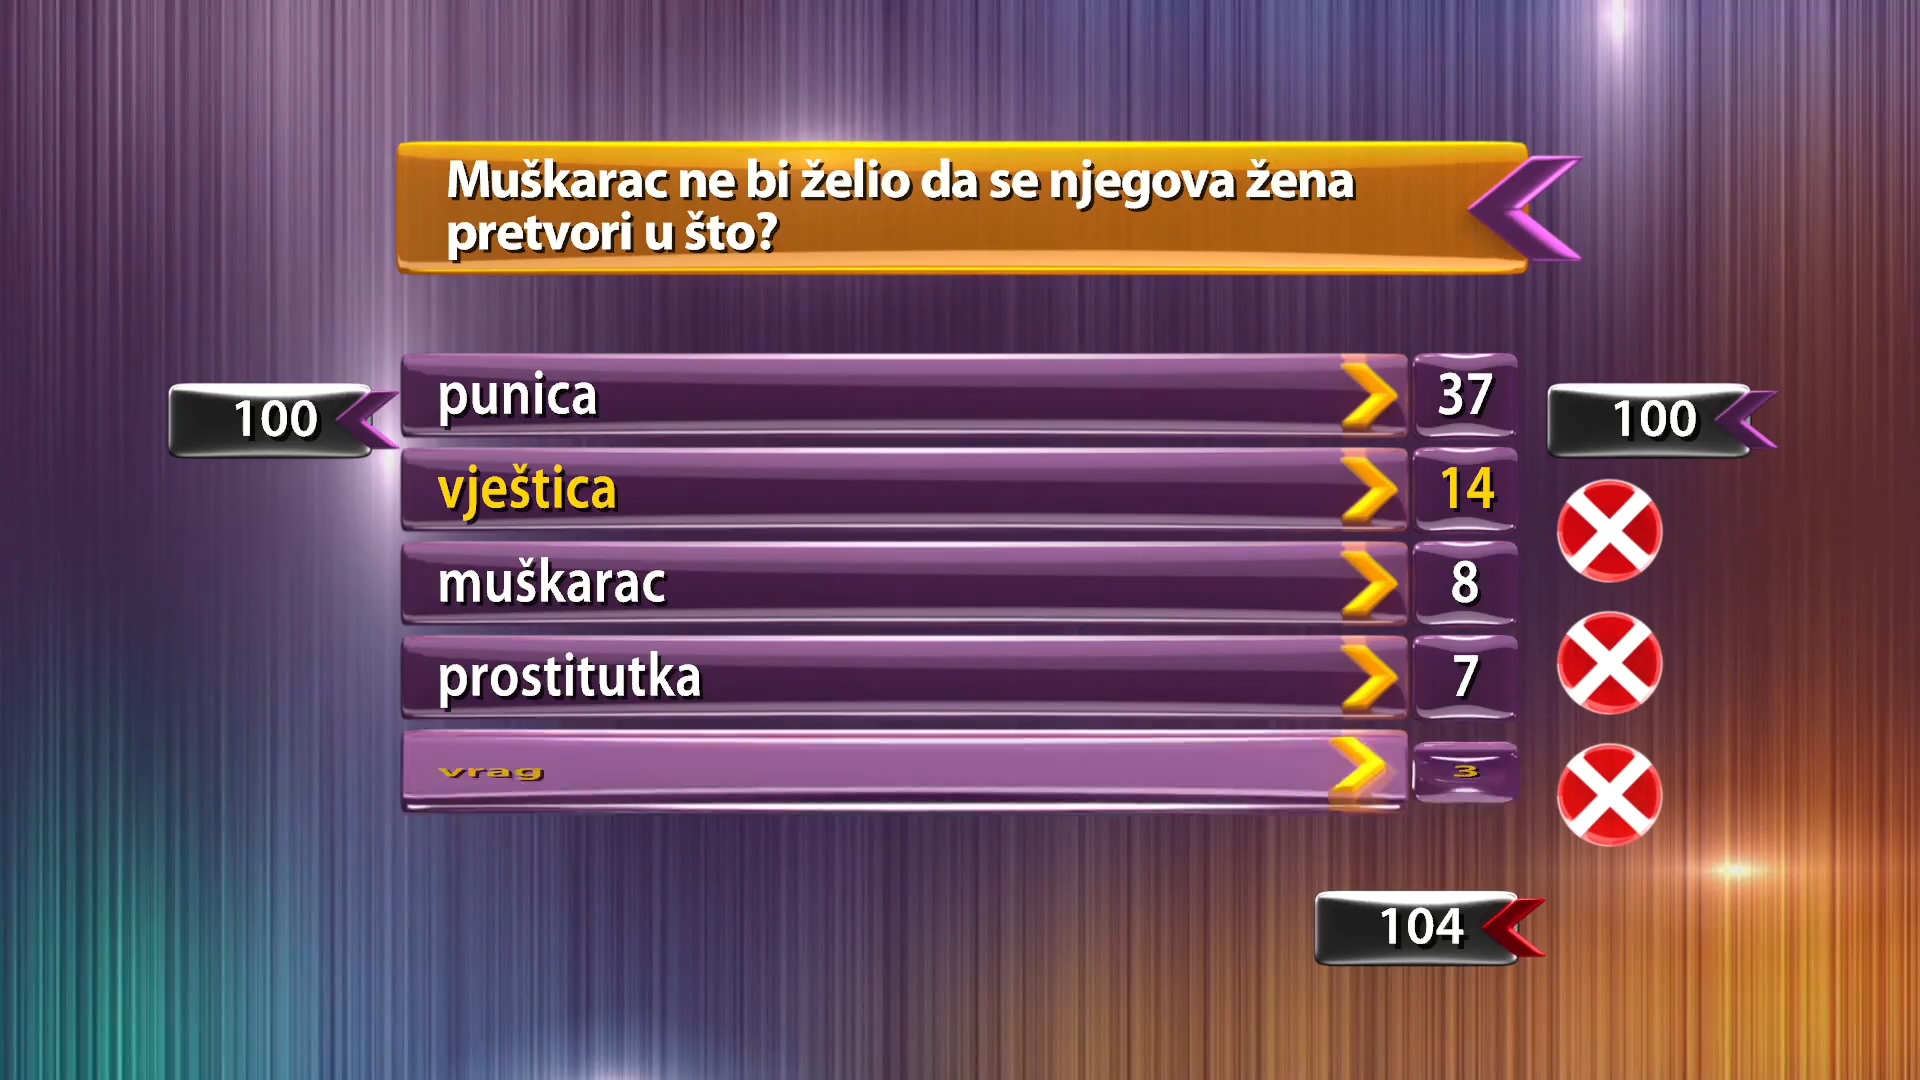 Muškarac ne bi želio da se njegova žena
pretvori u što?
100
punica 37
100
vještica 14
muškarac 8
prostitutka 7
vrag 3
104